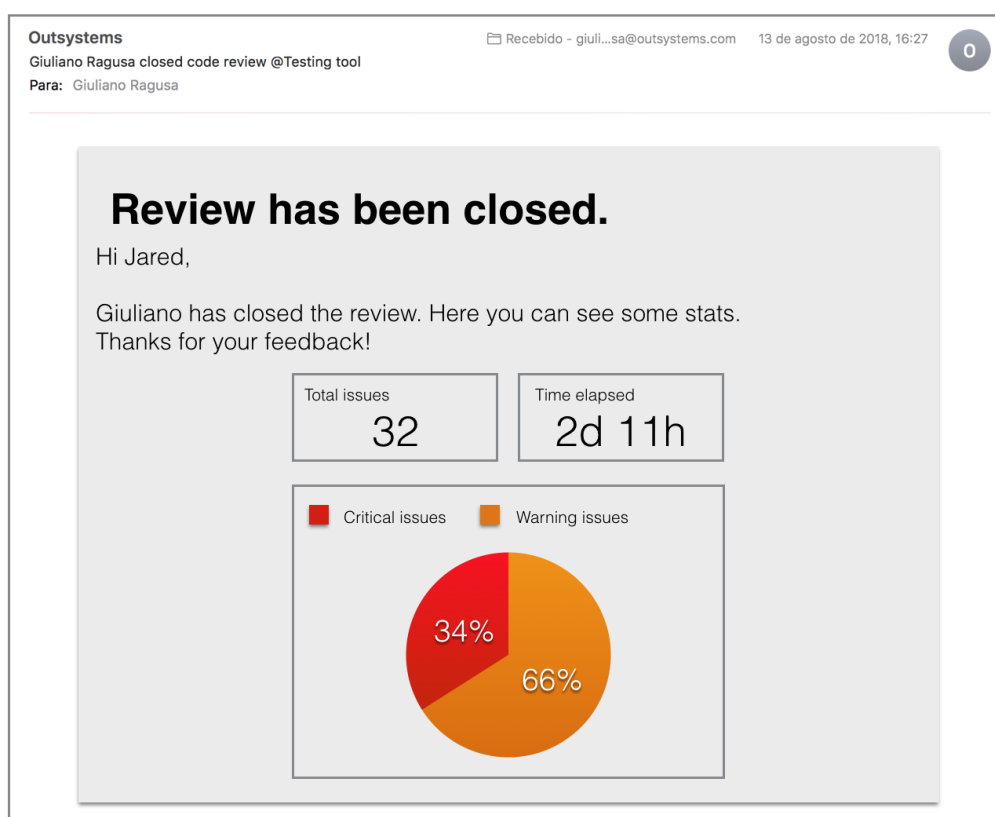 Outsystems
Recebido - giuli...sa@outsystems.com 13 de agosto de 2018, 16:27
O
Giuliano Ragusa closed code review @Testing tool
Para: Giuliano Ragusa
Review has been closed.
Hi Jared,
Giuliano has closed the review. Here you can see some stats.
Thanks for your feedback!
Total issues
32
Time elapsed
2d 11h
Critical issues
Warning issues
34%
66%